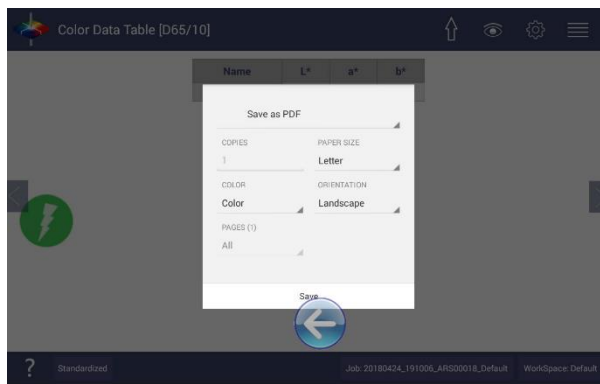 Color Data Table [D65/10]
Name L* a* b*
Save as PDF
COPIES PAPER SIZE
1 Letter
COLOR ORIENTATION
Color Landscape
PAGES (1)
All
Save
? Standardized Job: 20180424_191006_ARS00018_Default WorkSpace: Default